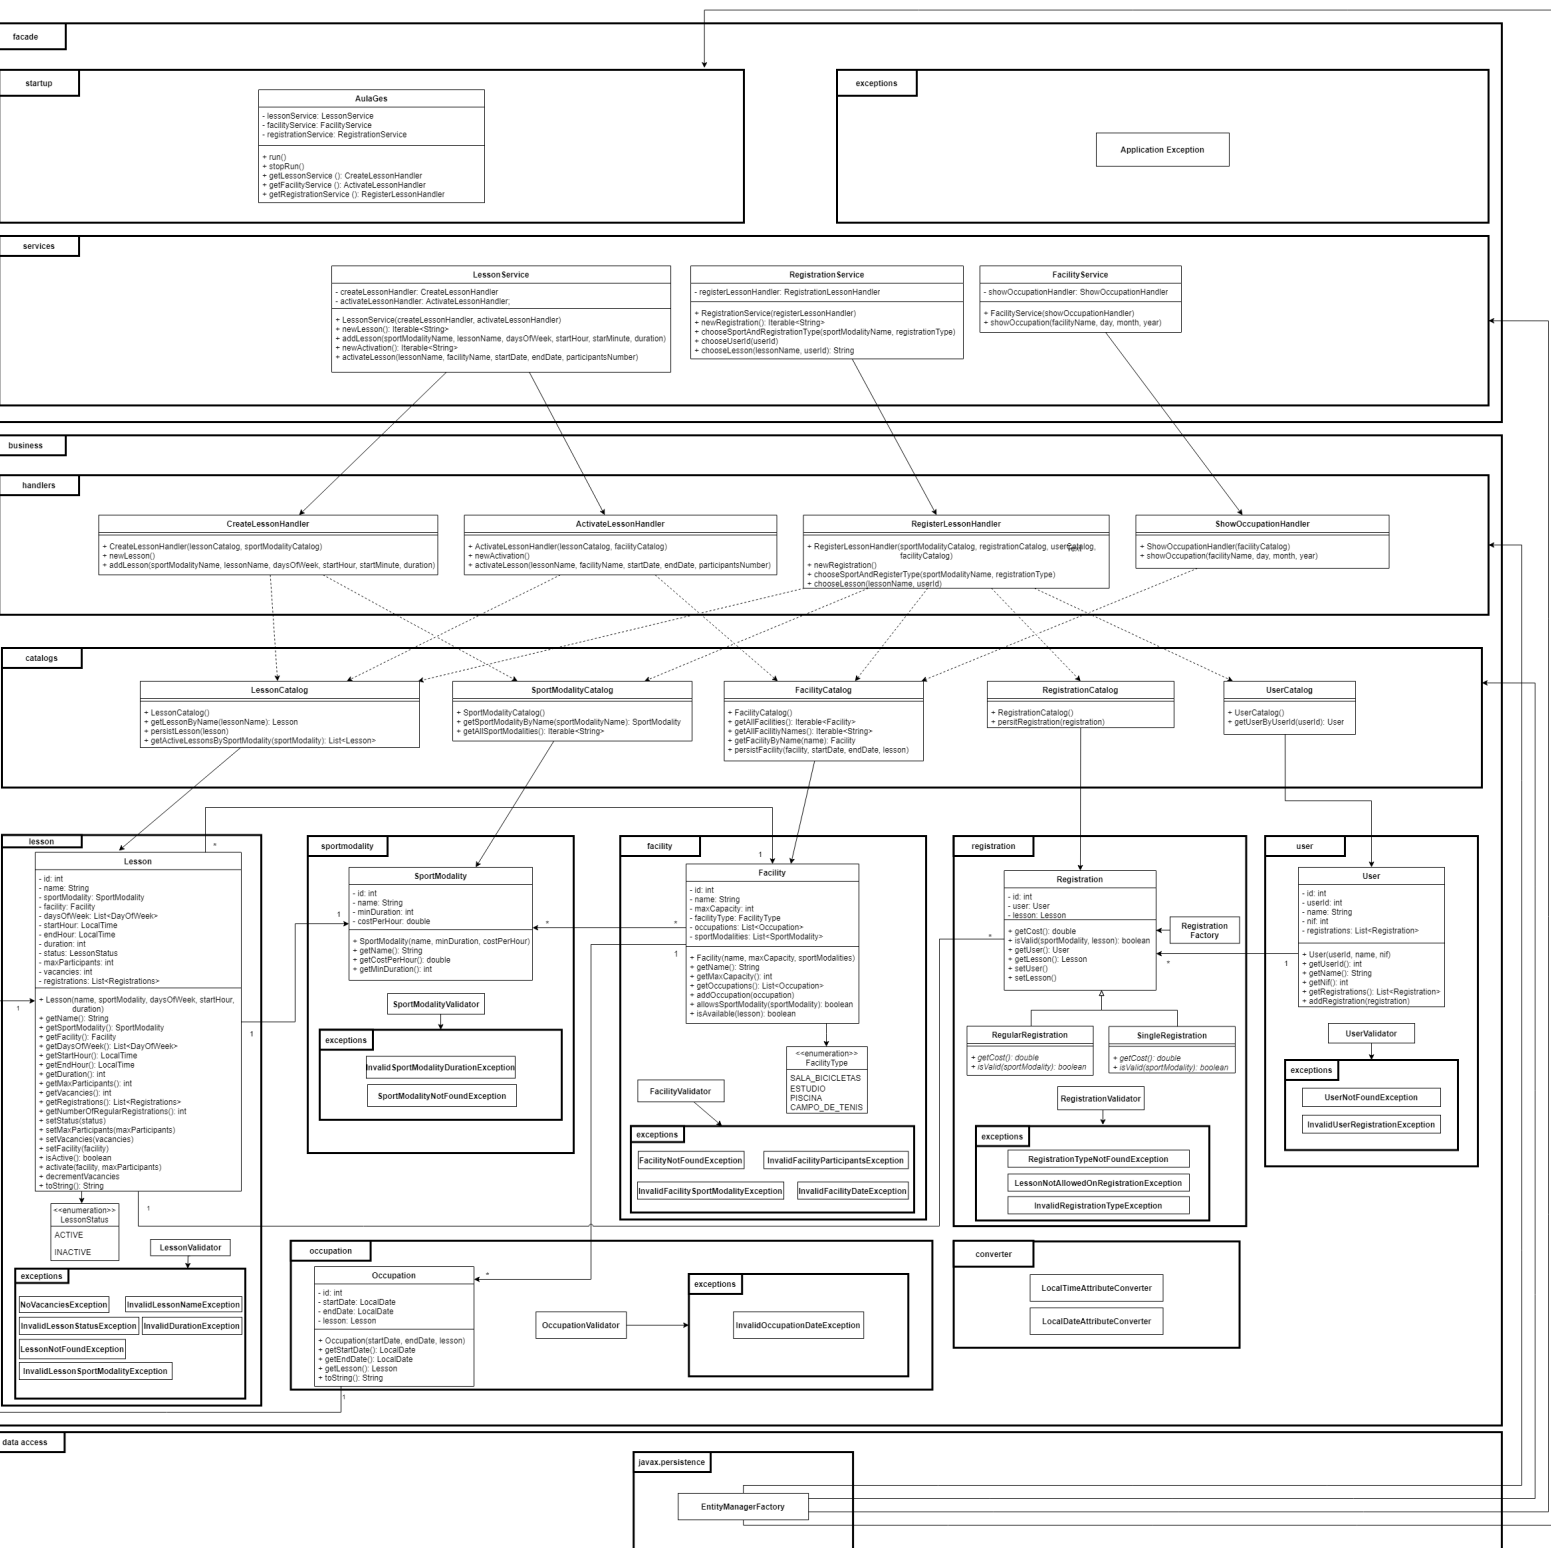 facade
startup
AulaGes
- lessonService: LessonService
- facilityService: FacilityService
- registrationService: RegistrationService
+ run()
+ stopRun()
+ getLessonService (): CreateLessonHandler
+ getFacilityService (): ActivateLessonHandler
+ getRegistrationService (): RegisterLessonHandler
exceptions
Application Exception
services
LessonService
- createLessonHandler: CreateLessonHandler
- activateLessonHandler: ActivateLessonHandler;
+ LessonService(createLessonHandler, activateLessonHandler)
+ newLesson(): Iterable<String>
+ addLesson(sportModalityName, lessonName, daysOfWeek, startHour, starMinute, duration)
+ newActivation(): Iterable<String>
+ activateLesson(lessonName, facilityName, startDate, endDate, participantsNumber)
RegistrationService
- registerLessonHandler: RegistrationLessonHandler
+ RegistrationService(registerLessonHandler)
+ newRegistration(): Iterable<String>
+ chooseSportAndRegistrationType(sportModalityName, registrationType)
+ chooseUserId(userId)
+ chooseLesson(lessonName, userId): String
FacilityService
- showOccupationHandler: ShowOccupationHandler
+ FacilityService(showOccupationHandler)
+ showOccupation(facilityName, day, month, year)
business
handlers
CreateLessonHandler
+ CreateLessonHandler(lessonCatalog, sportModalityCatalog)
+ newLesson()
+ addLesson(sportModalityName, lessonName, daysOfWeek, startHour, startMinute, duration)
ActivateLessonHandler
+ ActivateLessonHandler(lessonCatalog, facilityCatalog)
+ newActivation()
+ activateLesson(lessonName, facilityName, startDate, endDate, participantsNumber)
RegisterLessonHandler
+ RegisterLessonHandler(sportModalityCatalog, registrationCatalog, userCatalog,
Text
facilityCatalog)
+ newRegistration()
+ chooseSportAndRegisterType(sportModalityName, registrationType)
+ chooseLesson(lessonName, userId)
ShowOccupationHandler
+ ShowOccupationHandler(facilityCatalog)
+ showOccupation(facilityName, day, month, year)
catalogs
LessonCatalog
+ LessonCatalog()
+ getLessonByName(lessonName): Lesson
+ persistLesson(lesson)
+ getActiveLessonsBySportModality(sportModality): List<Lesson>
SportModalityCatalog
+ SportModalityCatalog()
+ getSportModalityByName(sportModalityName): SportModality
+ getAllSportModalities(): Iterable<String>
FacilityCatalog
+ FacilityCatalog()
+ getAllFacilities(): Iterable<Facility>
+ getAllFacilitiyNames(): Iterable<String>
+ getFacilityByName(name): Facility
+ persistFacility(facility, startDate, endDate, lesson)
RegistrationCatalog
+ RegistrationCatalog()
+ persitRegistration(registration)
UserCatalog
+ UserCatalog()
+ getUserByUserId(userId): User
lesson
*
Lesson
- id: int
- name: String
- sportModality: SportModality
- facility: Facility
- daysOfWeek: List<DayOfWeek>
- startHour: LocalTime
- endHour: LocalTime
- duration: int
- status: LessonStatus
- maxParticipants: int
- vacancies: int
- registrations: List<Registrations>
+ Lesson(name, sportModality, daysOfWeek, startHour,
duration)
+ getName(): String
+ getSportModality(): SportModality
+ getFacility(): Facility
+ getDaysOfWeek(): List<DayOfWeek>
+ getStartHour(): LocalTime
+ getEndHour(): LocalTime
+ getDuration(): int
+ getMaxParticipants(): int
+ getVacancies(): int
+ getRegistrations(): List<Registrations>
+ getNumberOfRegularRegistrations(): int
+ setStatus(status)
+ setMaxParticipants(maxParticipants)
+ setVacancies(vacancies)
+ setFacility(facility)
+ isActive(): boolean
+ activate(facility, maxParticipants)
+ decrementVacancies
+ toString(): String
1
1
1
<<enumeration>>
LessonStatus
ACTIVE
INACTIVE
LessonValidator
exceptions
NoVacanciesException
InvalidLessonNameException
InvalidLessonStatusException
InvalidDurationException
LessonNotFoundException
InvalidLessonSportModalityException
sportmodality
1
SportModality
- id: int
- name: String
- minDuration: int
- costPerHour: double
+ SportModality(name, minDuration, costPerHour)
+ getName(): String
+ getCostPerHour(): double
+ getMinDuration(): int
*
SportModalityValidator
exceptions
InvalidSportModalityDurationException
SportModalityNotFoundException
facility
1
Facility
- id: int
- name: String
- maxCapacity: int
- facilityType: FacilityType
- occupations: List<Occupation>
- sportModalities: List<SportModality>
+ Facility(name, maxCapacity, sportModalities)
+ getName(): String
+ getMaxCapacity(): int
+ getOccupations(): List<Occupation>
+ addOccupation(occupation)
+ allowsSportModality(sportModality): boolean
+ isAvailable(lesson): boolean
*
1
<<enumeration>>
FacilityType
SALA_BICICLETAS
ESTUDIO
PISCINA
CAMPO_DE_TENIS
FacilityValidator
exceptions
FacilityNotFoundException
InvalidFacilityParticipantsException
InvalidFacilitySportModalityException
InvalidFacilityDateException
registration
Registration
- id: int
- user: User
- lesson: Lesson
+ getCost(): double
+ isValid(sportModality, lesson): boolean
+ getUser(): User
+ getLesson(): Lesson
+ setUser()
+ setLesson()
*
*
Registration
Factory
RegularRegistration
+ getCost(): double
+ isValid(sportModality): boolean
SingleRegistration
+ getCost(): double
+ isValid(sportModality): boolean
RegistrationValidator
exceptions
RegistrationTypeNotFoundException
LessonNotAllowedOnRegistrationException
InvalidRegistrationTypeException
user
User
- id: int
- userId: int
- name: String
- nif: int
- registrations: List<Registration>
+ User(userId, name, nif)
+ getUserId(): int
+ getName(): String
+ getNif(): int
+ getRegistrations(): List<Registration>
+ addRegistration(registration)
1
UserValidator
exceptions
UserNotFoundException
InvalidUserRegistrationException
occupation
Occupation
- id: int
- startDate: LocalDate
- endDate: LocalDate
- lesson: Lesson
+ Occupation(startDate, endDate, lesson)
+ getStartDate(): LocalDate
+ getEndDate(): LocalDate
+ getLesson(): Lesson
+ toString(): String
*
1
OccupationValidator
exceptions
InvalidOccupationDateException
converter
LocalTimeAttributeConverter
LocalDateAttributeConverter
data access
javax.persistence
EntityManagerFactory